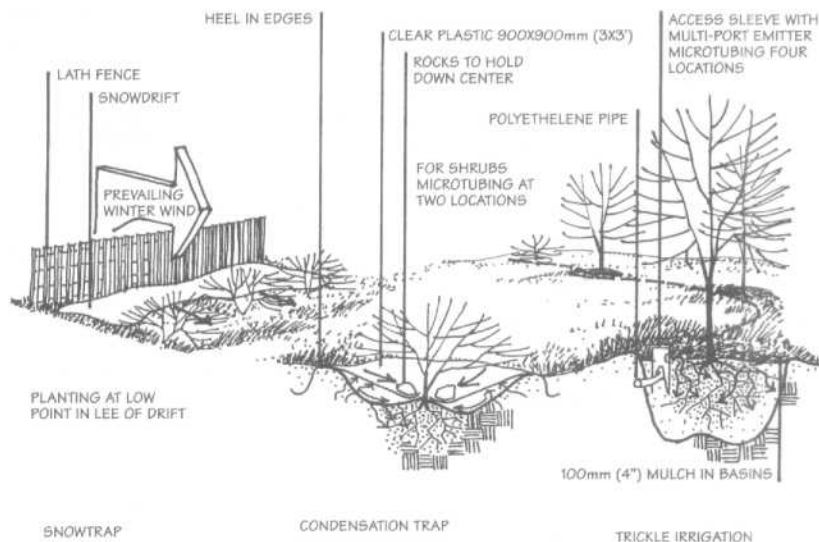 HEEL IN EDGES
ACCESS SLEEVE WITH
MULTI-PORT EMITTER
MICROTUBING FOUR
LOCATIONS
CLEAR PLASTIC 900X900mm (3X3')
ROCKS TO HOLD
DOWN CENTER
LATH FENCE
SNOWDRIFT
POLYETHELENE PIPE
PREVAILING
WINTER WIND
FOR SHRUBS
MICROTUBING AT
TWO LOCATIONS
PLANTING AT LOW
POINT IN LEE OF DRIFT
100mm (4") MULCH IN BASINS
SNOWTRAP
CONDENSATION TRAP
TRICKLE IRRIGATION